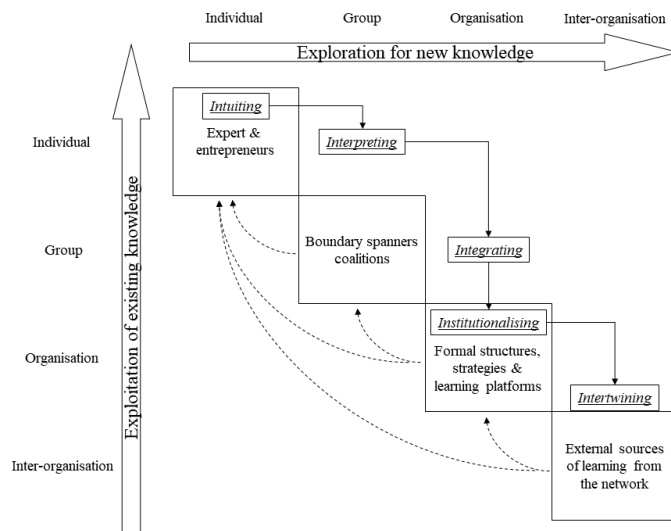 Individual
Group
Organisation
Inter-organisation
Exploration for new knowledge
Exploitation of existing knowledge
Individual
Group
Organisation
Inter-organisation
Intuiting
Expert &
entrepreneurs
Interpreting
Boundary spanners
coalitions
Integrating
Institutionalising
Formal structures,
strategies &
learning platforms
Intertwining
External sources
of learning from
the network